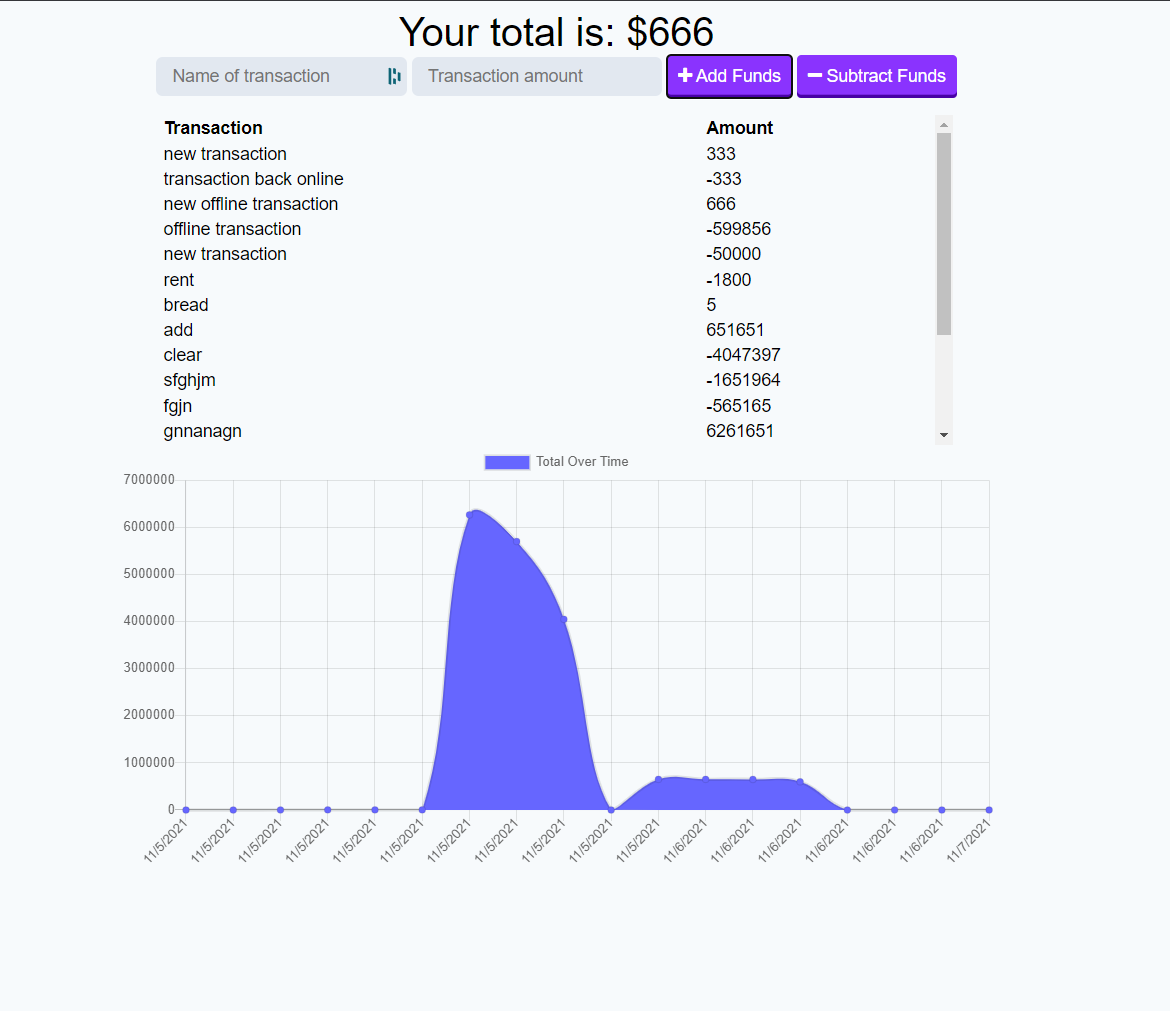 Your total is: $666
Name of transaction Transaction amount Add Funds Subtract Funds
Transaction Amount
new transaction 333
transaction back online -333
new offline transaction 666
offline transaction -599856
new transaction -50000
rent -1800
bread 5
add 651651
clear -4047397
sfghjm -1651964
fgjn -565165
gnnanagn 6261651
Total Over Time
7000000
6000000
5000000
4000000
3000000
2000000
1000000
0
11/5/2021 11/5/2021 11/5/2021 11/5/2021 11/5/2021 11/5/2021 11/5/2021 11/5/2021 11/5/2021 11/5/2021 11/5/2021 11/6/2021 11/6/2021 11/6/2021 11/6/2021 11/6/2021 11/6/2021 11/7/2021